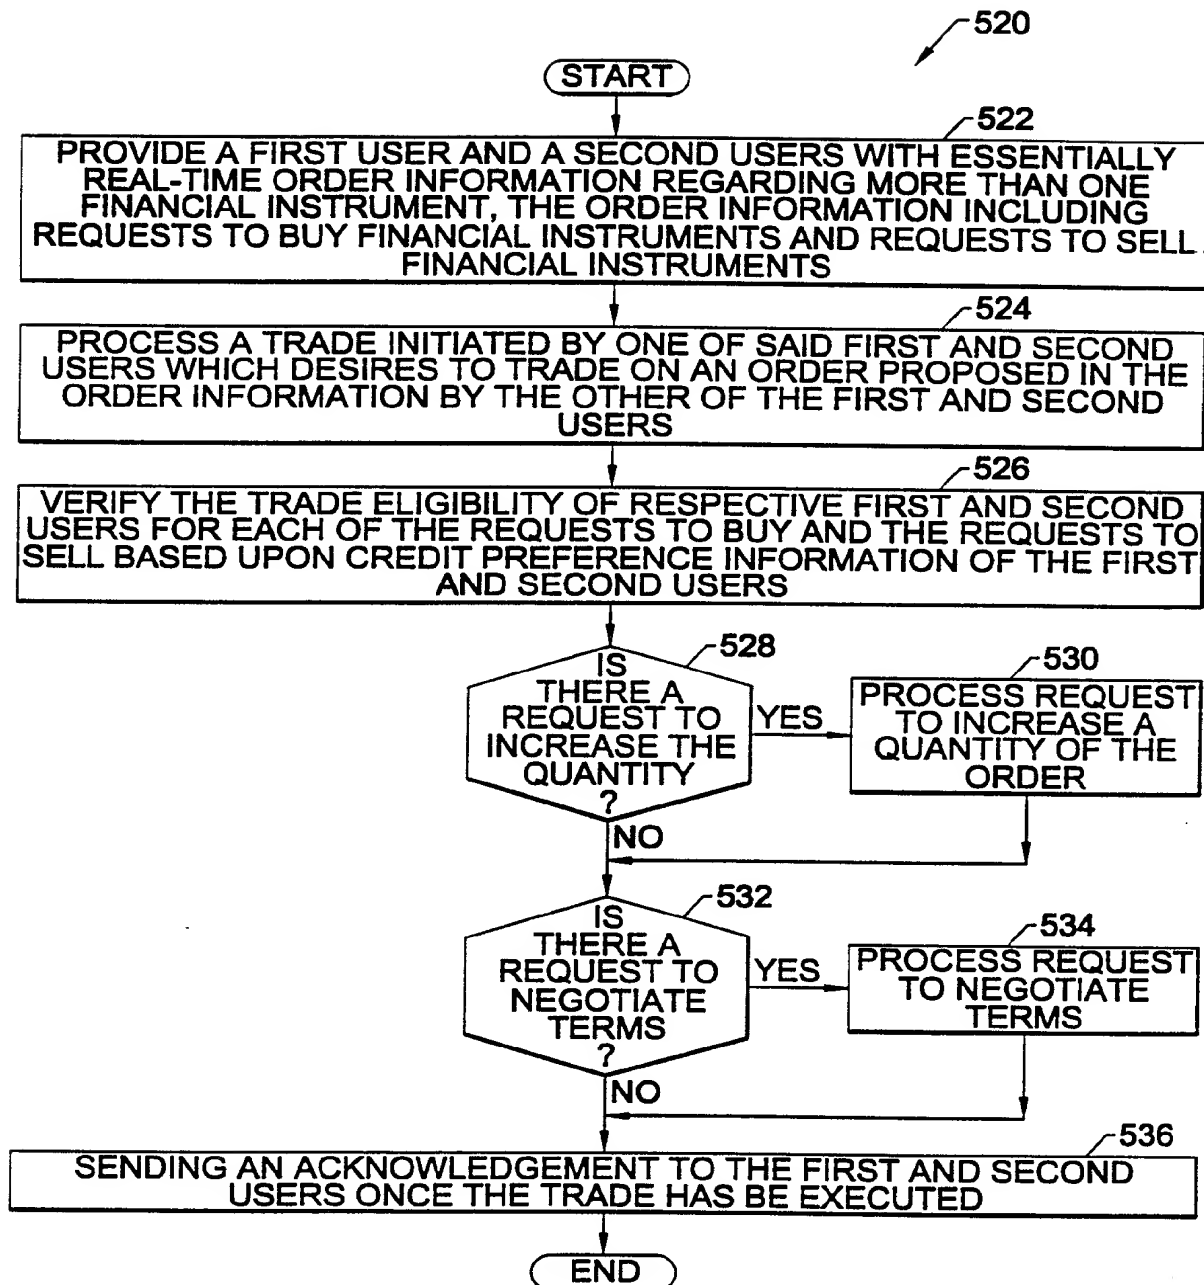 520
START
522
PROVIDE A FIRST USER AND A SECOND USERS WITH ESSENTIALLY
REAL-TIME ORDER INFORMATION REGARDING MORE THAN ONE
FINANCIAL INSTRUMENT, THE ORDER INFORMATION INCLUDING
REQUESTS TO BUY FINANCIAL INSTRUMENTS AND REQUESTS TO SELL
FINANCIAL INSTRUMENTS
524
PROCESS A TRADE INITIATED BY ONE OF SAID FIRST AND SECOND
USERS WHICH DESIRES TO TRADE ON AN ORDER PROPOSED IN THE
ORDER INFORMATION BY THE OTHER OF THE FIRST AND SECOND
USERS
526
VERIFY THE TRADE ELIGIBILITY OF RESPECTIVE FIRST AND SECOND
USERS FOR EACH OF THE REQUESTS TO BUY AND THE REQUESTS TO
SELL BASED UPON CREDIT PREFERENCE INFORMATION OF THE FIRST
AND SECOND USERS
528
IS
THERE A
REQUEST TO
INCREASE THE
QUANTITY
?
YES
530
PROCESS REQUEST
TO INCREASE A
QUANTITY OF THE
ORDER
NO
532
IS
THERE A
REQUEST TO
NEGOTIATE
TERMS
?
YES
534
PROCESS REQUEST
TO NEGOTIATE
TERMS
NO
536
SENDING AN ACKNOWLEDGEMENT TO THE FIRST AND SECOND
USERS ONCE THE TRADE HAS BE EXECUTED
END